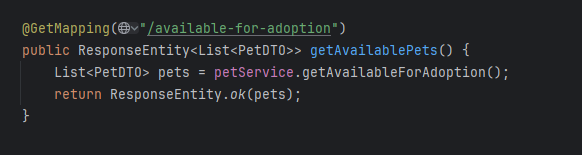 @GetMapping("/available-for-adoption")
public ResponseEntity<List<PetDTO>> getAvailablePets() {
    List<PetDTO> pets = petService.getAvailableForAdoption();
    return ResponseEntity.ok(pets);
}